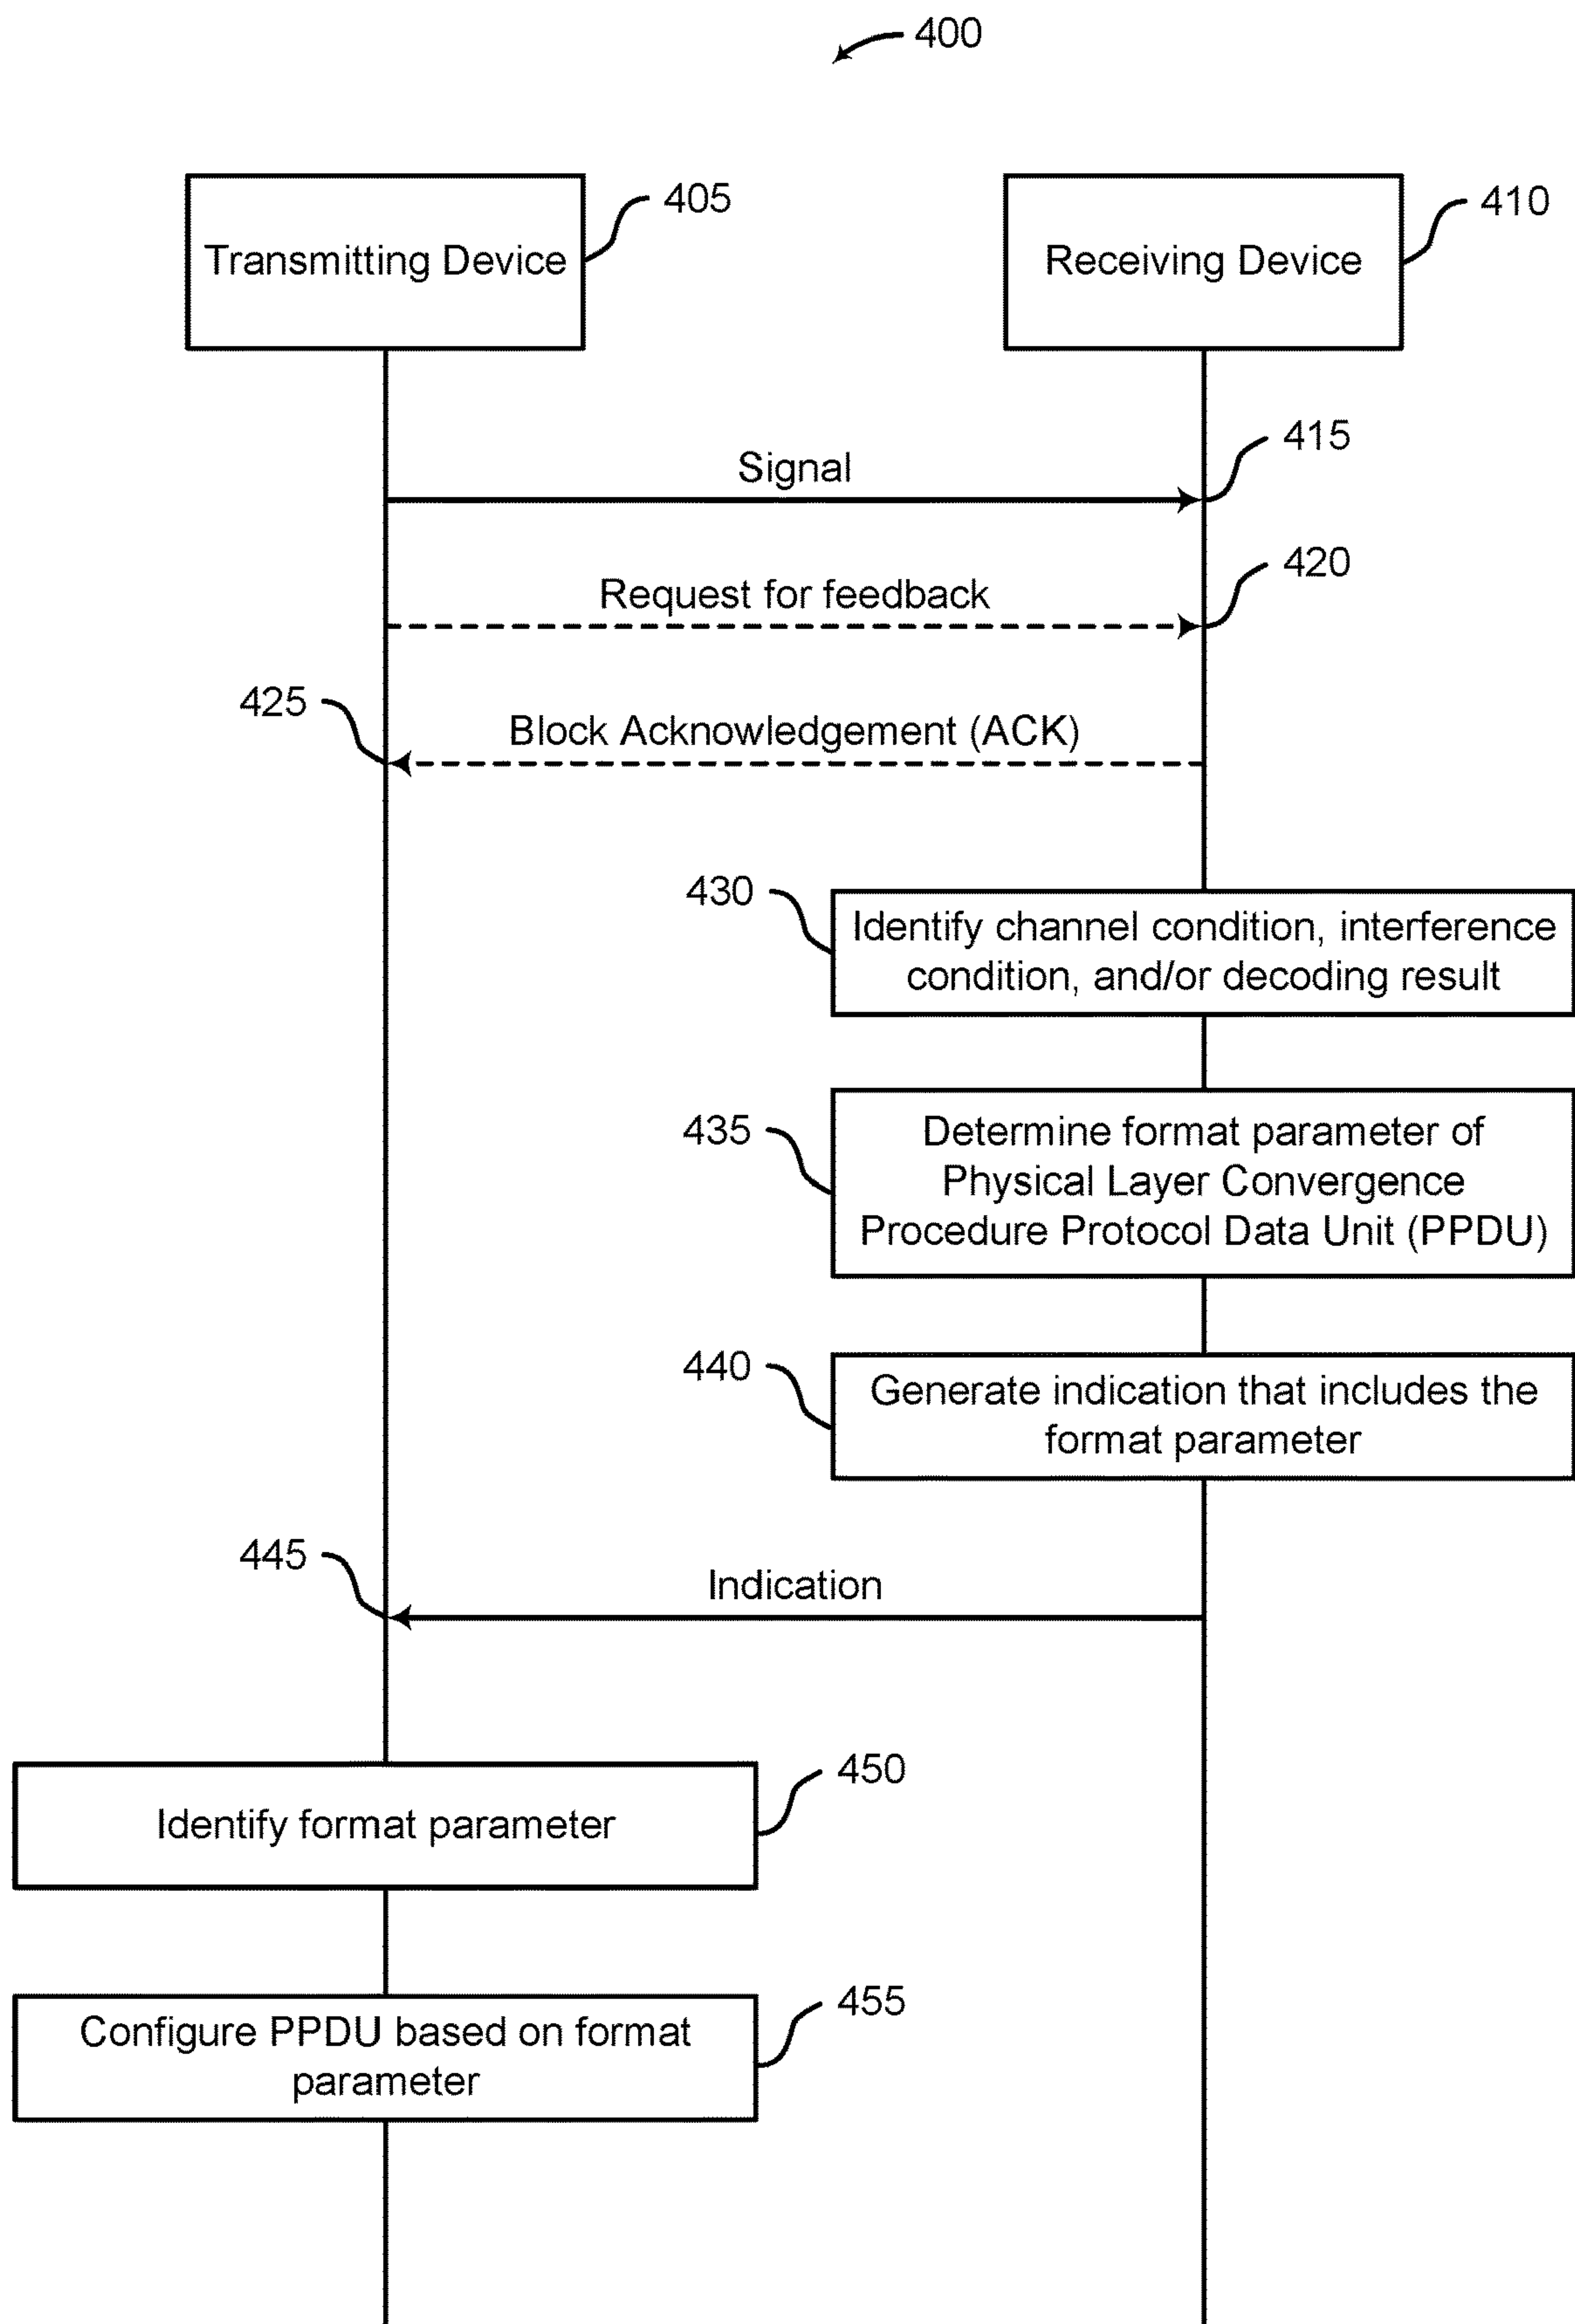 400
405
Transmitting Device
410
Receiving Device
415
Signal
420
Request for feedback
425
Block Acknowledgement (ACK)
430
Identify channel condition, interference
condition, and/or decoding result
435
Determine format parameter of
Physical Layer Convergence
Procedure Protocol Data Unit (PPDU)
440
Generate indication that includes the
format parameter
445
Indication
450
Identify format parameter
455
Configure PPDU based on format
parameter